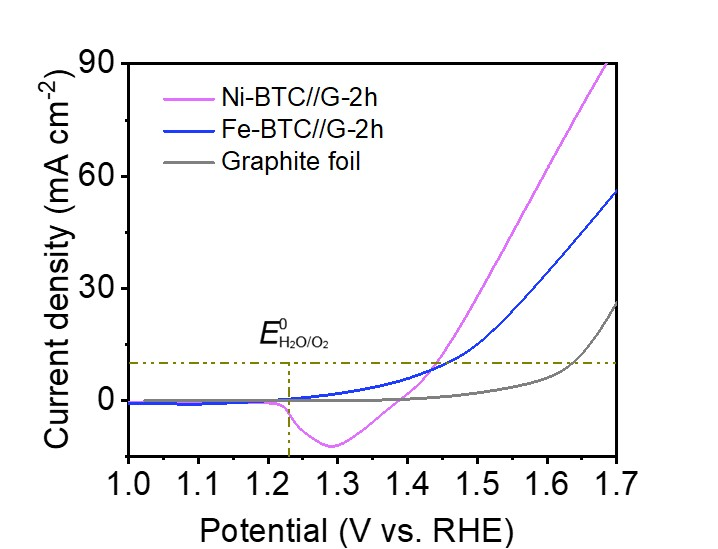 90
60
30
0
Current density (mA cm-2)
Ni-BTC//G-2h
Fe-BTC//G-2h
Graphite foil
E0H2O/O2
1.0 1.1 1.2 1.3 1.4 1.5 1.6 1.7
Potential (V vs. RHE)